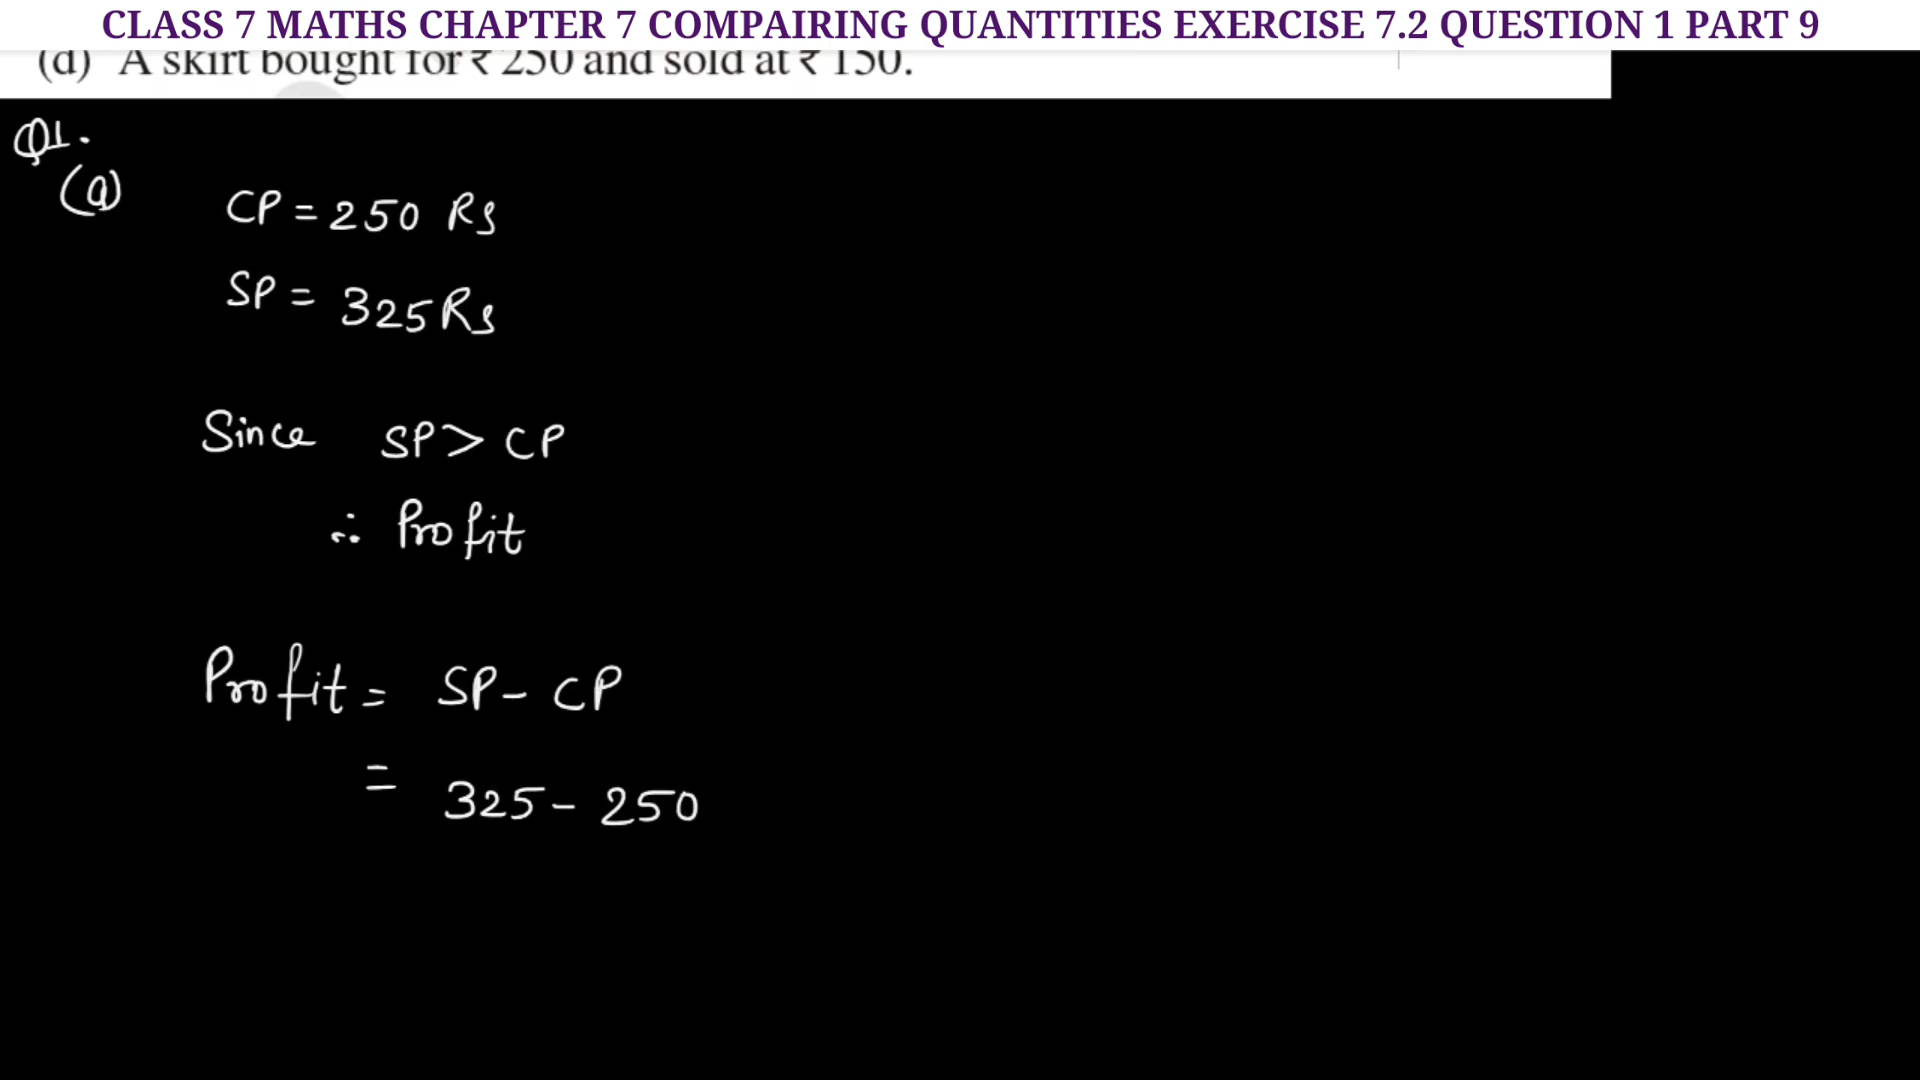 CLASS 7 MATHS CHAPTER 7 COMPAIRING QUANTITIES EXERCISE 7.2 QUESTION 1 PART 9
(d) A skirt bought for ₹ 250 and sold at ₹ 150.
Q1.
(a)
CP = 250 Rs
SP = 325 Rs
Since SP > CP
∴ Profit
Profit = SP - CP
= 325 - 250